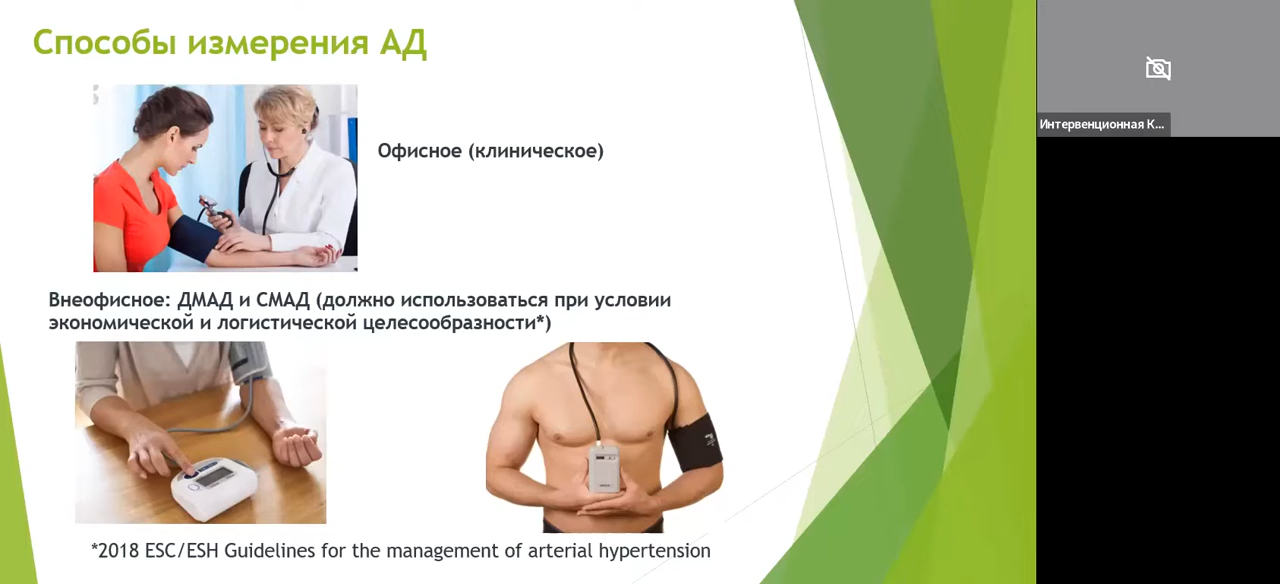 Способы измерения АД
Офисное (клиническое)
Внеофисное: ДМАД и СМАД (должно использоваться при условии
экономической и логистической целесообразности*)
*2018 ESC/ESH Guidelines for the management of arterial hypertension
Интервенционная К...